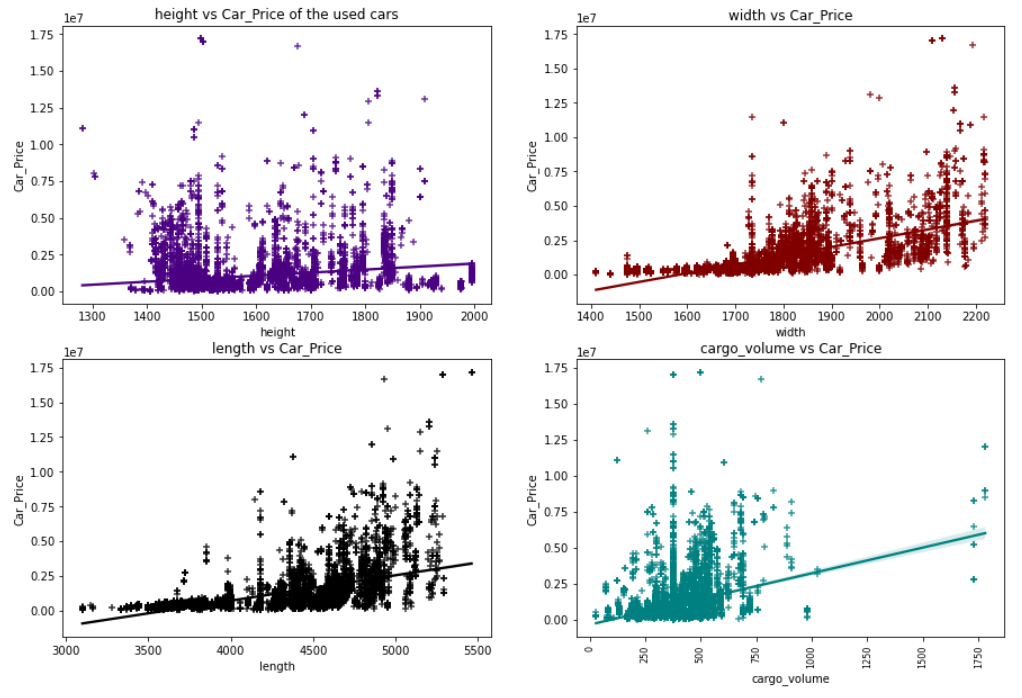 height vs Car_Price of the used cars
1e7
1.75
1.50
1.25
1.00
0.75
0.50
0.25
0.00
Car_Price
1300 1400 1500 1600 1700 1800 1900 2000
height
width vs Car_Price
1e7
1.75
1.50
1.25
1.00
0.75
0.50
0.25
0.00
Car_Price
1400 1500 1600 1700 1800 1900 2000 2100 2200
width
length vs Car_Price
1e7
1.75
1.50
1.25
1.00
0.75
0.50
0.25
0.00
Car_Price
3000 3500 4000 4500 5000 5500
length
cargo_volume vs Car_Price
1e7
1.75
1.50
1.25
1.00
0.75
0.50
0.25
0.00
Car_Price
0 250 500 750 1000 1250 1500 1750
cargo_volume